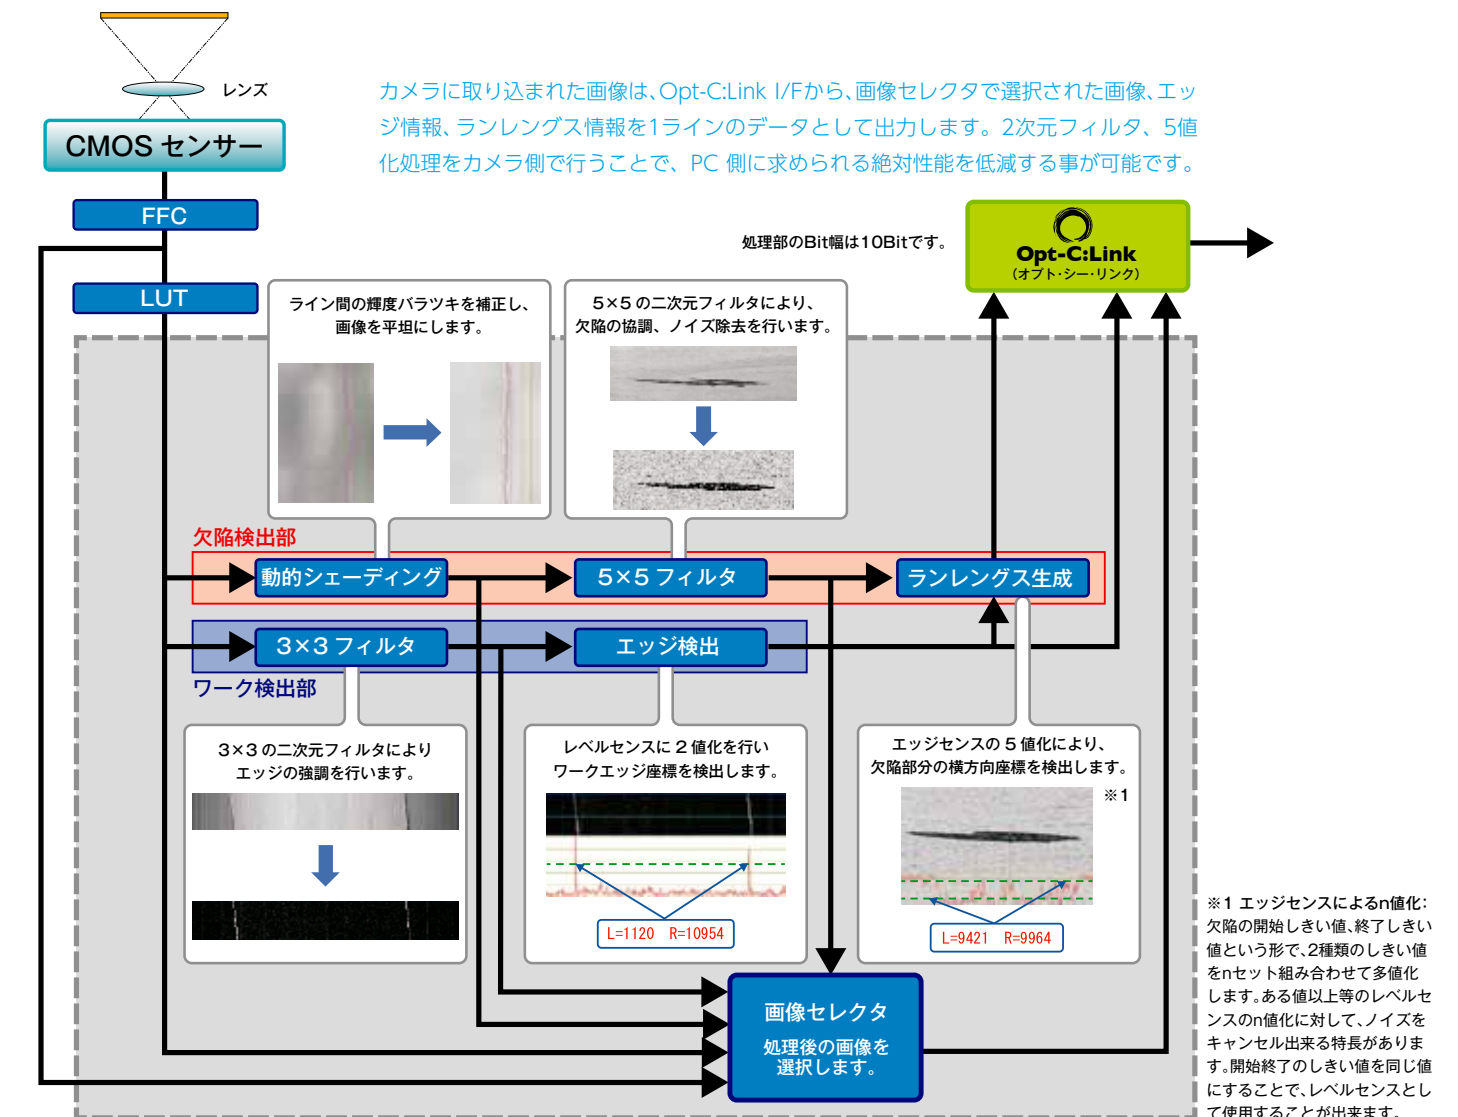 レンズ
CMOS センサー
カメラに取り込まれた画像は、Opt-C:Link I/Fから、画像セレクタで選択された画像、エッ
ジ情報、ランレングス情報を1ラインのデータとして出力します。2次元フィルタ、5値
化処理をカメラ側で行うことで、PC 側に求められる絶対性能を低減する事が可能です。
FFC
処理部のBit幅は10Bitです。
Opt-C:Link
(オプト・シー・リンク)
LUT
ライン間の輝度バラツキを補正し、
画像を平坦にします。
5×5 の二次元フィルタにより、
欠陥の協調、ノイズ除去を行います。
欠陥検出部
動的シェーディング
5×5 フィルタ
ランレングス生成
3×3 フィルタ
エッジ検出
ワーク検出部
3×3 の二次元フィルタにより
エッジの強調を行います。
レベルセンスに 2 値化を行い
ワークエッジ座標を検出します。
L=1120 R=10954
エッジセンスの 5 値化により、
欠陥部分の横方向座標を検出します。
※1
L=9421 R=9964
画像セレクタ
処理後の画像を
選択します。
※1 エッジセンスによるn値化:
欠陥の開始しきい値、終了しきい
値という形で、2種類のしきい値
をnセット組み合わせて多値化
します。ある値以上等のレベルセ
ンスのn値化に対して、ノイズを
キャンセル出来る特長がありま
す。開始終了のしきい値を同じ値
にすることで、レベルセンスとし
て使用することが出来ます。